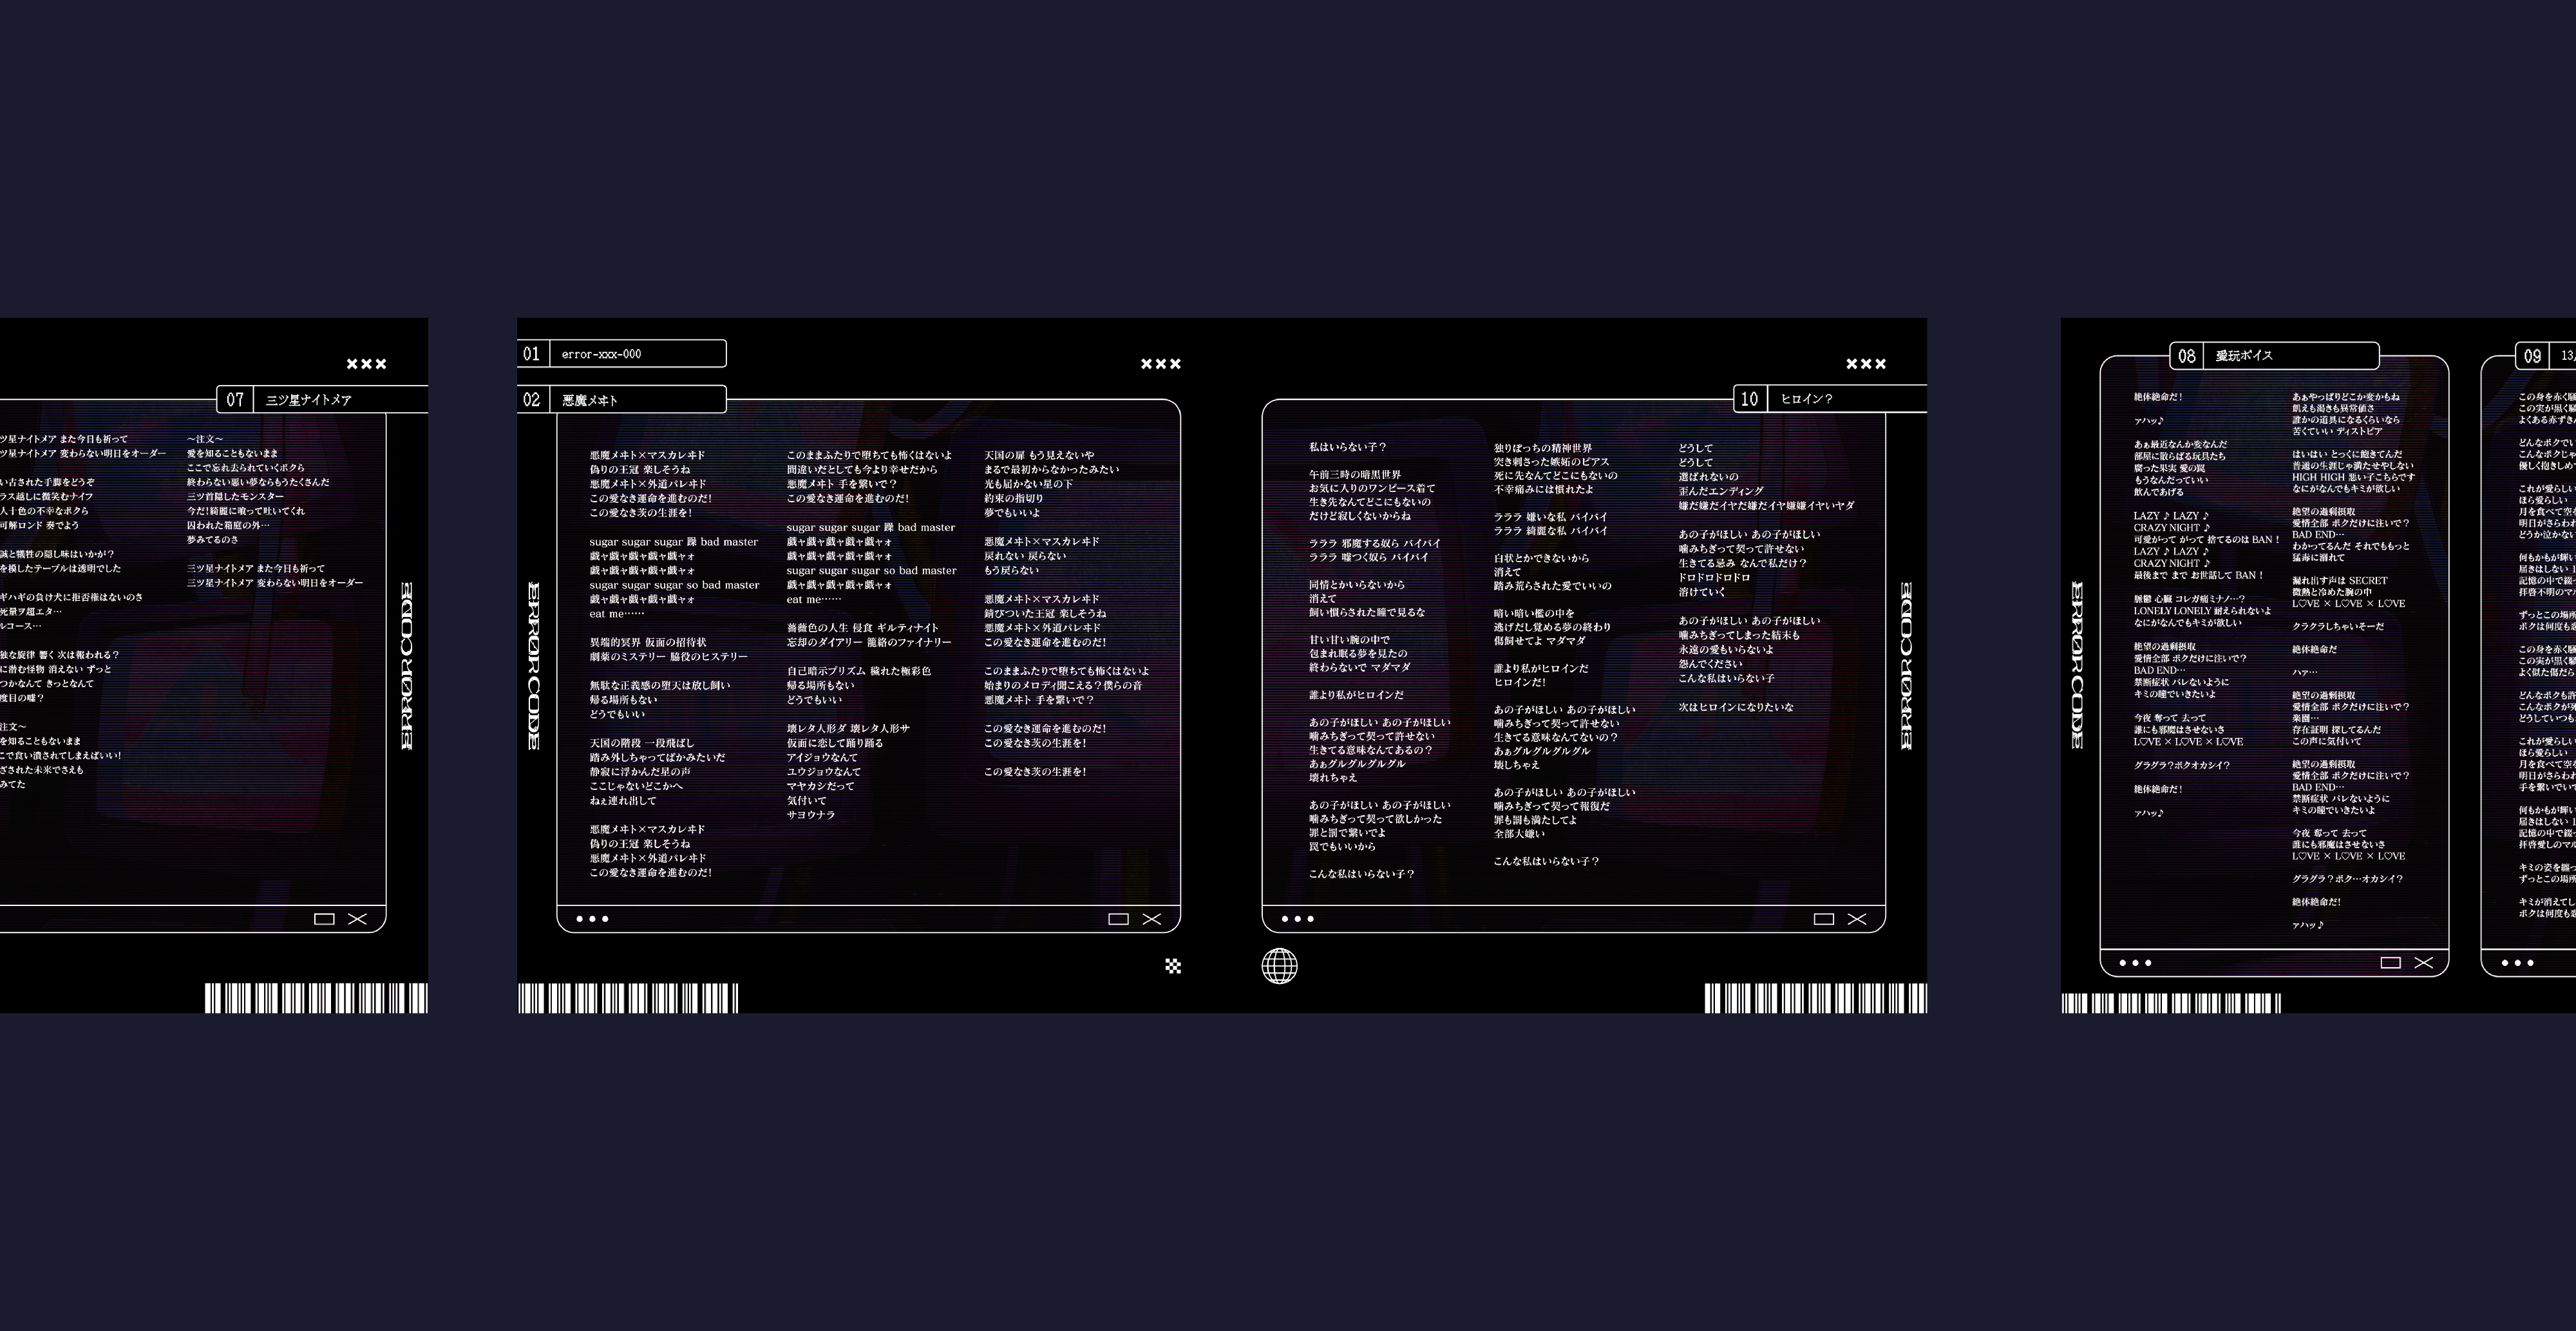 ×××
07 三ツ星ナイトメア
ツ星ナイトメア また今日も祈って
ツ星ナイトメア 変わらない明日をオーダー
い古された手脚をどうぞ
ラス越しに微笑むナイフ
人十色の不幸なボクら
可解ロンド 奏でよう
誠と犠牲の隠し味はいかが？
を模したテーブルは透明でした
ギハギの負け犬に拒否権はないのさ
死量ヲ超エタ…
ルコース…
独な旋律 響く 次は報われる？
に潜む怪物 消えない ずっと
つかなんて きっとなんて
度目の嘘？
注文～
を知ることもないまま
こで食い潰されてしまえばいい！
ざされた未来でさえも
みてた
～注文～
愛を知ることもないまま
ここで忘れ去られていくボクら
終わらない悪い夢ならもうたくさんだ
三ツ首隠したモンスター
今だ！綺麗に喰って吐いてくれ
囚われた箱庭の外…
夢みてるのさ
三ツ星ナイトメア また今日も祈って
三ツ星ナイトメア 変わらない明日をオーダー
ERRØR CODE
01 error-xxx-000
×××
02 悪魔メヰト
ERRØR CODE
悪魔メヰト×マスカレヰド
偽りの王冠 楽しそうね
悪魔メヰト×外道パレヰド
この愛なき運命を進むのだ！
この愛なき茨の生涯を！
sugar sugar sugar 躁 bad master
戯ャ戯ャ戯ャ戯ャ戯ャォ
戯ャ戯ャ戯ャ戯ャ戯ャォ
sugar sugar sugar so bad master
戯ャ戯ャ戯ャ戯ャ戯ャォ
eat me……
異端的冥界 仮面の招待状
劇薬のミステリー 脇役のヒステリー
無駄な正義感の堕天は放し飼い
帰る場所もない
どうでもいい
天国の階段 一段飛ばし
踏み外しちゃってばかみたいだ
静寂に浮かんだ星の声
ここじゃないどこかへ
ねぇ連れ出して
悪魔メヰト×マスカレヰド
偽りの王冠 楽しそうね
悪魔メヰト×外道パレヰド
この愛なき運命を進むのだ！
このままふたりで堕ちても怖くはないよ
間違いだとしても今より幸せだから
悪魔メヰト 手を繋いで？
この愛なき運命を進むのだ！
sugar sugar sugar 躁 bad master
戯ャ戯ャ戯ャ戯ャ戯ャォ
戯ャ戯ャ戯ャ戯ャ戯ャォ
sugar sugar sugar so bad master
戯ャ戯ャ戯ャ戯ャ戯ャォ
eat me……
薔薇色の人生 侵食 ギルティナイト
忘却のダイアリー 籠絡のファイナリー
自己暗示プリズム 穢れた極彩色
帰る場所もない
どうでもいい
壊レタ人形ダ 壊レタ人形サ
仮面に恋して踊り踊る
アイジョウなんて
ユウジョウなんて
マヤカシだって
気付いて
サヨウナラ
天国の扉 もう見えないや
まるで最初からなかったみたい
光も届かない星の下
約束の指切り
夢でもいいよ
悪魔メヰト×マスカレヰド
戻れない 戻らない
もう戻らない
悪魔メヰト×マスカレヰド
錆びついた王冠 楽しそうね
悪魔メヰト×外道パレヰド
この愛なき運命を進むのだ！
このままふたりで堕ちても怖くはないよ
始まりのメロディ聞こえる？僕らの音
悪魔メヰト 手を繋いで？
この愛なき運命を進むのだ！
この愛なき茨の生涯を！
この愛なき茨の生涯を！
×××
10 ヒロイン？
私はいらない子？
午前三時の暗黒世界
お気に入りのワンピース着て
生き先なんてどこにもないの
だけど寂しくないからね
ラララ 邪魔する奴ら バイバイ
ラララ 嘘つく奴ら バイバイ
同情とかいらないから
消えて
飼い慣らされた瞳で見るな
甘い甘い腕の中で
包まれ眠る夢を見たの
終わらないで マダマダ
誰より私がヒロインだ
あの子がほしい あの子がほしい
噛みちぎって契って許せない
生きてる意味なんてあるの？
あぁグルグルグルグル
壊れちゃえ
あの子がほしい あの子がほしい
噛みちぎって契って欲しかった
罪と罰で繋いでよ
罠でもいいから
こんな私はいらない子？
独りぼっちの精神世界
突き刺さった嫉妬のピアス
死に先なんてどこにもないの
不幸痛みには慣れたよ
ラララ 嫌いな私 バイバイ
ラララ 綺麗な私 バイバイ
白状とかできないから
消えて
踏み荒らされた愛でいいの
暗い暗い檻の中を
逃げだし覚める夢の終わり
傷飼せてよ マダマダ
誰より私がヒロインだ
ヒロインだ！
あの子がほしい あの子がほしい
噛みちぎって契って許せない
生きてる意味なんてないの？
あぁグルグルグルグル
壊しちゃえ
あの子がほしい あの子がほしい
噛みちぎって契って報復だ
罪も罰も満たしてよ
全部大嫌い
こんな私はいらない子？
どうして
どうして
選ばれないの
歪んだエンディング
嫌だ嫌だイヤだ嫌だイヤ嫌嫌イヤいヤダ
あの子がほしい あの子がほしい
噛みちぎって契って許せない
生きてる忌み なんで私だけ？
ドロドロドロドロ
溶けていく
あの子がほしい あの子がほしい
噛みちぎってしまった結末も
永遠の愛もいらないよ
怨んでください
こんな私はいらない子
次はヒロインになりたいな
ERRØR CODE
ERRØR CODE
08 愛玩ボイス
絶体絶命だ！
アハッ♪
あぁ最近なんか変なんだ
部屋に散らばる玩具たち
腐った果実 愛の罠
もうなんだっていい
飲んであげる
LAZY ♪ LAZY ♪
CRAZY NIGHT ♪
可愛がって がって 捨てるのは BAN！
LAZY ♪ LAZY ♪
CRAZY NIGHT ♪
最後まで まで お世話して BAN！
脈鬱 心臓 コレガ痛ミナノ…？
LONELY LONELY 耐えられないよ
なにがなんでもキミが欲しい
絶望の過剰摂取
愛情全部 ボクだけに注いで？
BAD END…
禁断症状 バレないように
キミの瞳でいきたいよ
今夜 奪って 去って
誰にも邪魔はさせないさ
L♡VE × L♡VE × L♡VE
グラグラ？ボクオカシイ？
絶体絶命だ！
アハッ♪
あぁやっぱりどこか変かもね
飢えも渇きも異常値さ
誰かの道具になるくらいなら
苦くていい ディストピア
はいはい とっくに飽きてんだ
普通の生涯じゃ満たせやしない
HIGH HIGH 悪い子こちらです
なにがなんでもキミが欲しい
絶望の過剰摂取
愛情全部 ボクだけに注いで？
BAD END…
わかってるんだ それでももっと
猛毒に溺れて
漏れ出す声は SECRET
微熱と冷めた腕の中
L♡VE × L♡VE × L♡VE
クラクラしちゃいそーだ
絶体絶命だ
ハァ…
絶望の過剰摂取
愛情全部 ボクだけに注いで？
楽園…
存在証明 探してるんだ
この声に気付いて
絶望の過剰摂取
愛情全部 ボクだけに注いで？
BAD END…
禁断症状 バレないように
キミの瞳でいきたいよ
今夜 奪って 去って
誰にも邪魔はさせないさ
L♡VE × L♡VE × L♡VE
グラグラ？ボク…オカシイ？
絶体絶命だ！
アハッ♪
09 13/
この身を赤く
この実が黒く
よくある赤ずき
どんなボクでい
こんなボクじゃ
優しく抱きしめ
これが愛らしい
ほら愛らしい
月を食べて空を
明日がさらわれ
どうか泣かない
何もかもが輝い
届きはしない 1
記憶の中で綴
拝啓不明のマル
ずっとこの場所
ボクは何度も
この身を赤く
この実が黒く
よく似た傷だら
どんなボクも許
こんなボクが死
どうしていつも
これが愛らしい
ほら愛らしい
月を食べて空を
明日がさらわれ
手を繋いでいて
何もかもが輝い
届きはしない 1
記憶の中で綴
拝啓愛しのマル
キミの姿を纏っ
ずっとこの場所
キミが消えてし
ボクは何度も